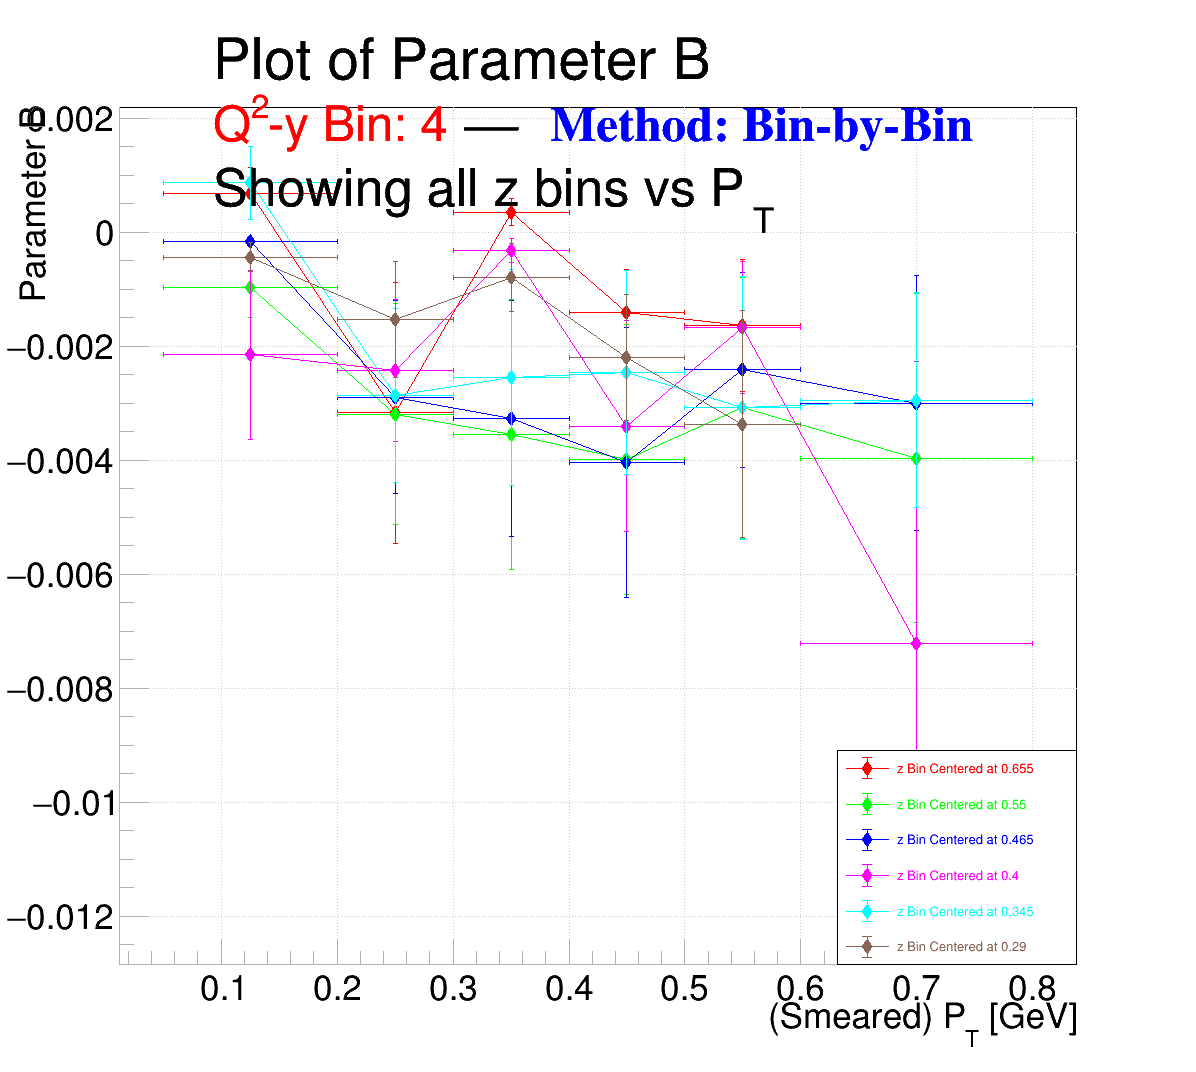 Plot of Parameter B
Q²-y Bin: 4 — Method: Bin-by-Bin
Showing all z bins vs P_T
Parameter B
0.002
0
−0.002
−0.004
−0.006
−0.008
−0.01
−0.012
z Bin Centered at 0.655
z Bin Centered at 0.55
z Bin Centered at 0.465
z Bin Centered at 0.4
z Bin Centered at 0.345
z Bin Centered at 0.29
0.1 0.2 0.3 0.4 0.5 0.6 0.7 0.8
(Smeared) P_T [GeV]